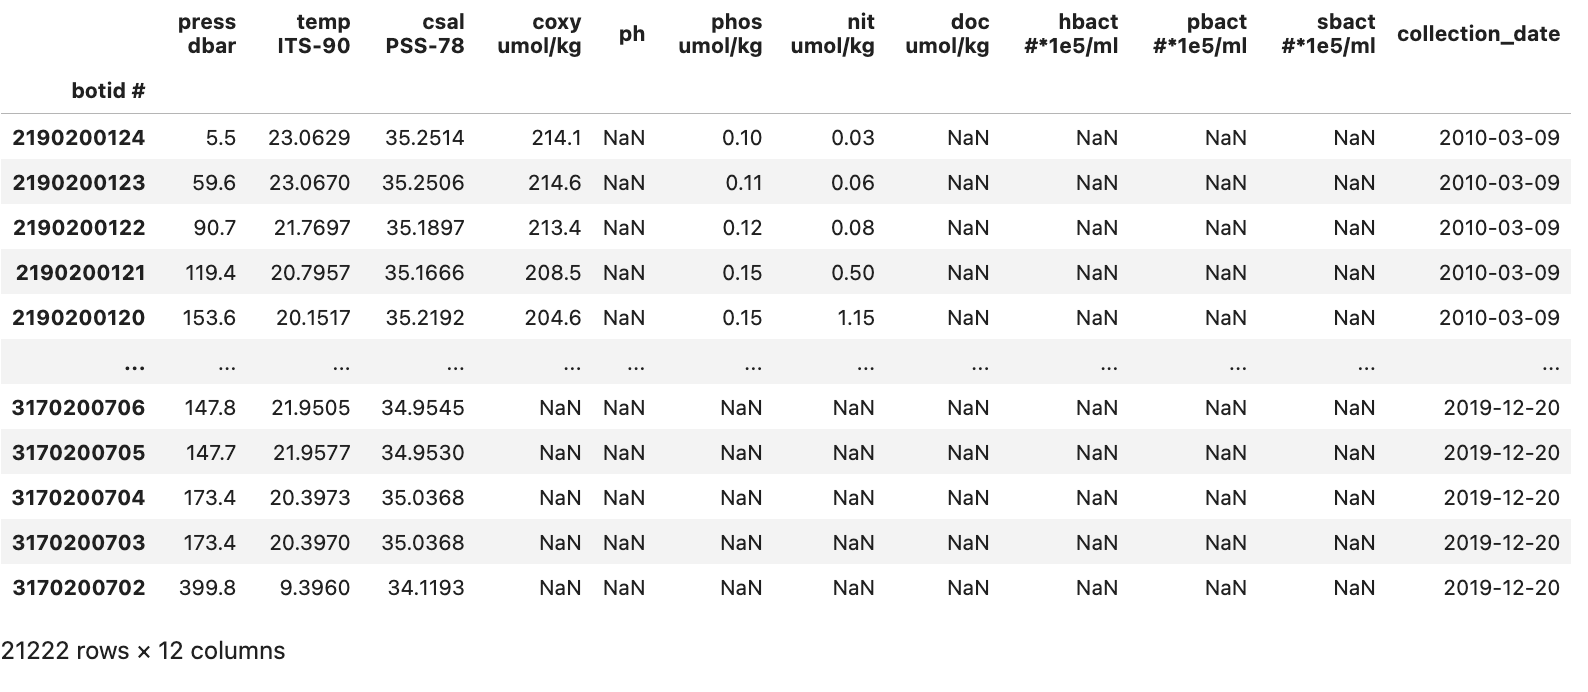 press temp csal coxy ph phos nit doc hbact pbact sbact collection_date
dbar ITS-90 PSS-78 umol/kg umol/kg umol/kg umol/kg #*1e5/ml #*1e5/ml #*1e5/ml
botid #
2190200124 5.5 23.0629 35.2514 214.1 NaN 0.10 0.03 NaN NaN NaN NaN 2010-03-09
2190200123 59.6 23.0670 35.2506 214.6 NaN 0.11 0.06 NaN NaN NaN NaN 2010-03-09
2190200122 90.7 21.7697 35.1897 213.4 NaN 0.12 0.08 NaN NaN NaN NaN 2010-03-09
2190200121 119.4 20.7957 35.1666 208.5 NaN 0.15 0.50 NaN NaN NaN NaN 2010-03-09
2190200120 153.6 20.1517 35.2192 204.6 NaN 0.15 1.15 NaN NaN NaN NaN 2010-03-09
... ... ... ... ... ... ... ... ... ... ... ... ...
3170200706 147.8 21.9505 34.9545 NaN NaN NaN NaN NaN NaN NaN NaN 2019-12-20
3170200705 147.7 21.9577 34.9530 NaN NaN NaN NaN NaN NaN NaN NaN 2019-12-20
3170200704 173.4 20.3973 35.0368 NaN NaN NaN NaN NaN NaN NaN NaN 2019-12-20
3170200703 173.4 20.3970 35.0368 NaN NaN NaN NaN NaN NaN NaN NaN 2019-12-20
3170200702 399.8 9.3960 34.1193 NaN NaN NaN NaN NaN NaN NaN NaN 2019-12-20
21222 rows × 12 columns